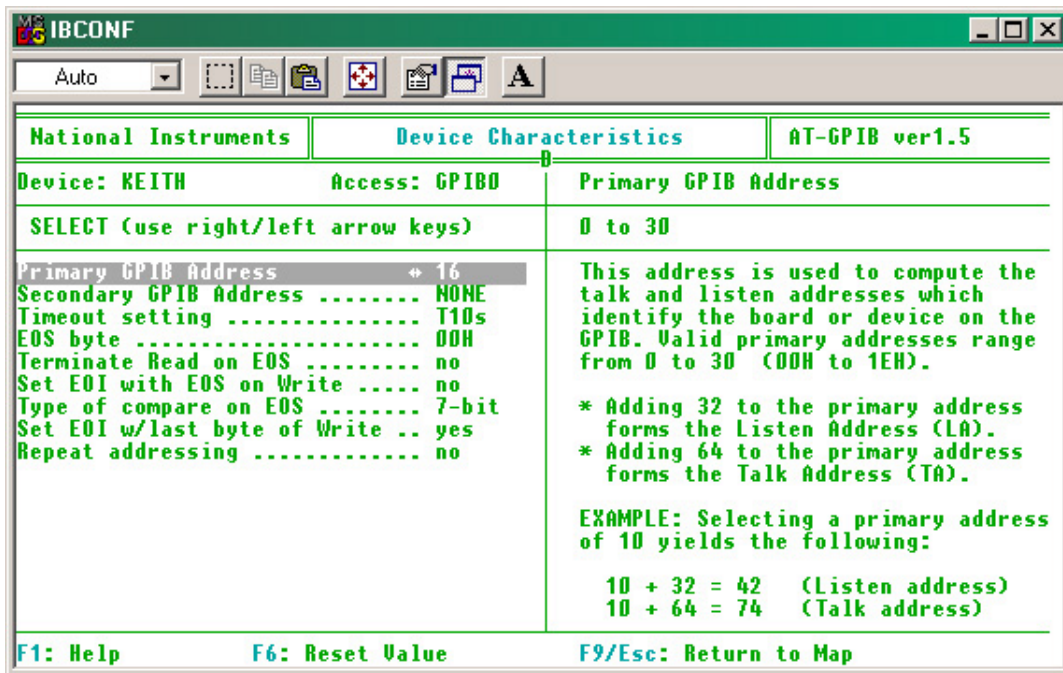 IBCONF
Auto
A
National Instruments
Device Characteristics
AT-GPIB ver1.5
Device: KEITH Access: GPIB0
Primary GPIB Address
SELECT (use right/left arrow keys)
0 to 30
Primary GPIB Address ↔ 16
Secondary GPIB Address ........ NONE
Timeout setting ............... T10s
EOS byte ...................... 00H
Terminate Read on EOS ......... no
Set EOI with EOS on Write ..... no
Type of compare on EOS ........ 7-bit
Set EOI w/last byte of Write .. yes
Repeat addressing ............. no
This address is used to compute the
talk and listen addresses which
identify the board or device on the
GPIB. Valid primary addresses range
from 0 to 30 (00H to 1EH).
* Adding 32 to the primary address
forms the Listen Address (LA).
* Adding 64 to the primary address
forms the Talk Address (TA).
EXAMPLE: Selecting a primary address
of 10 yields the following:
10 + 32 = 42 (Listen address)
10 + 64 = 74 (Talk address)
F1: Help
F6: Reset Value
F9/Esc: Return to Map